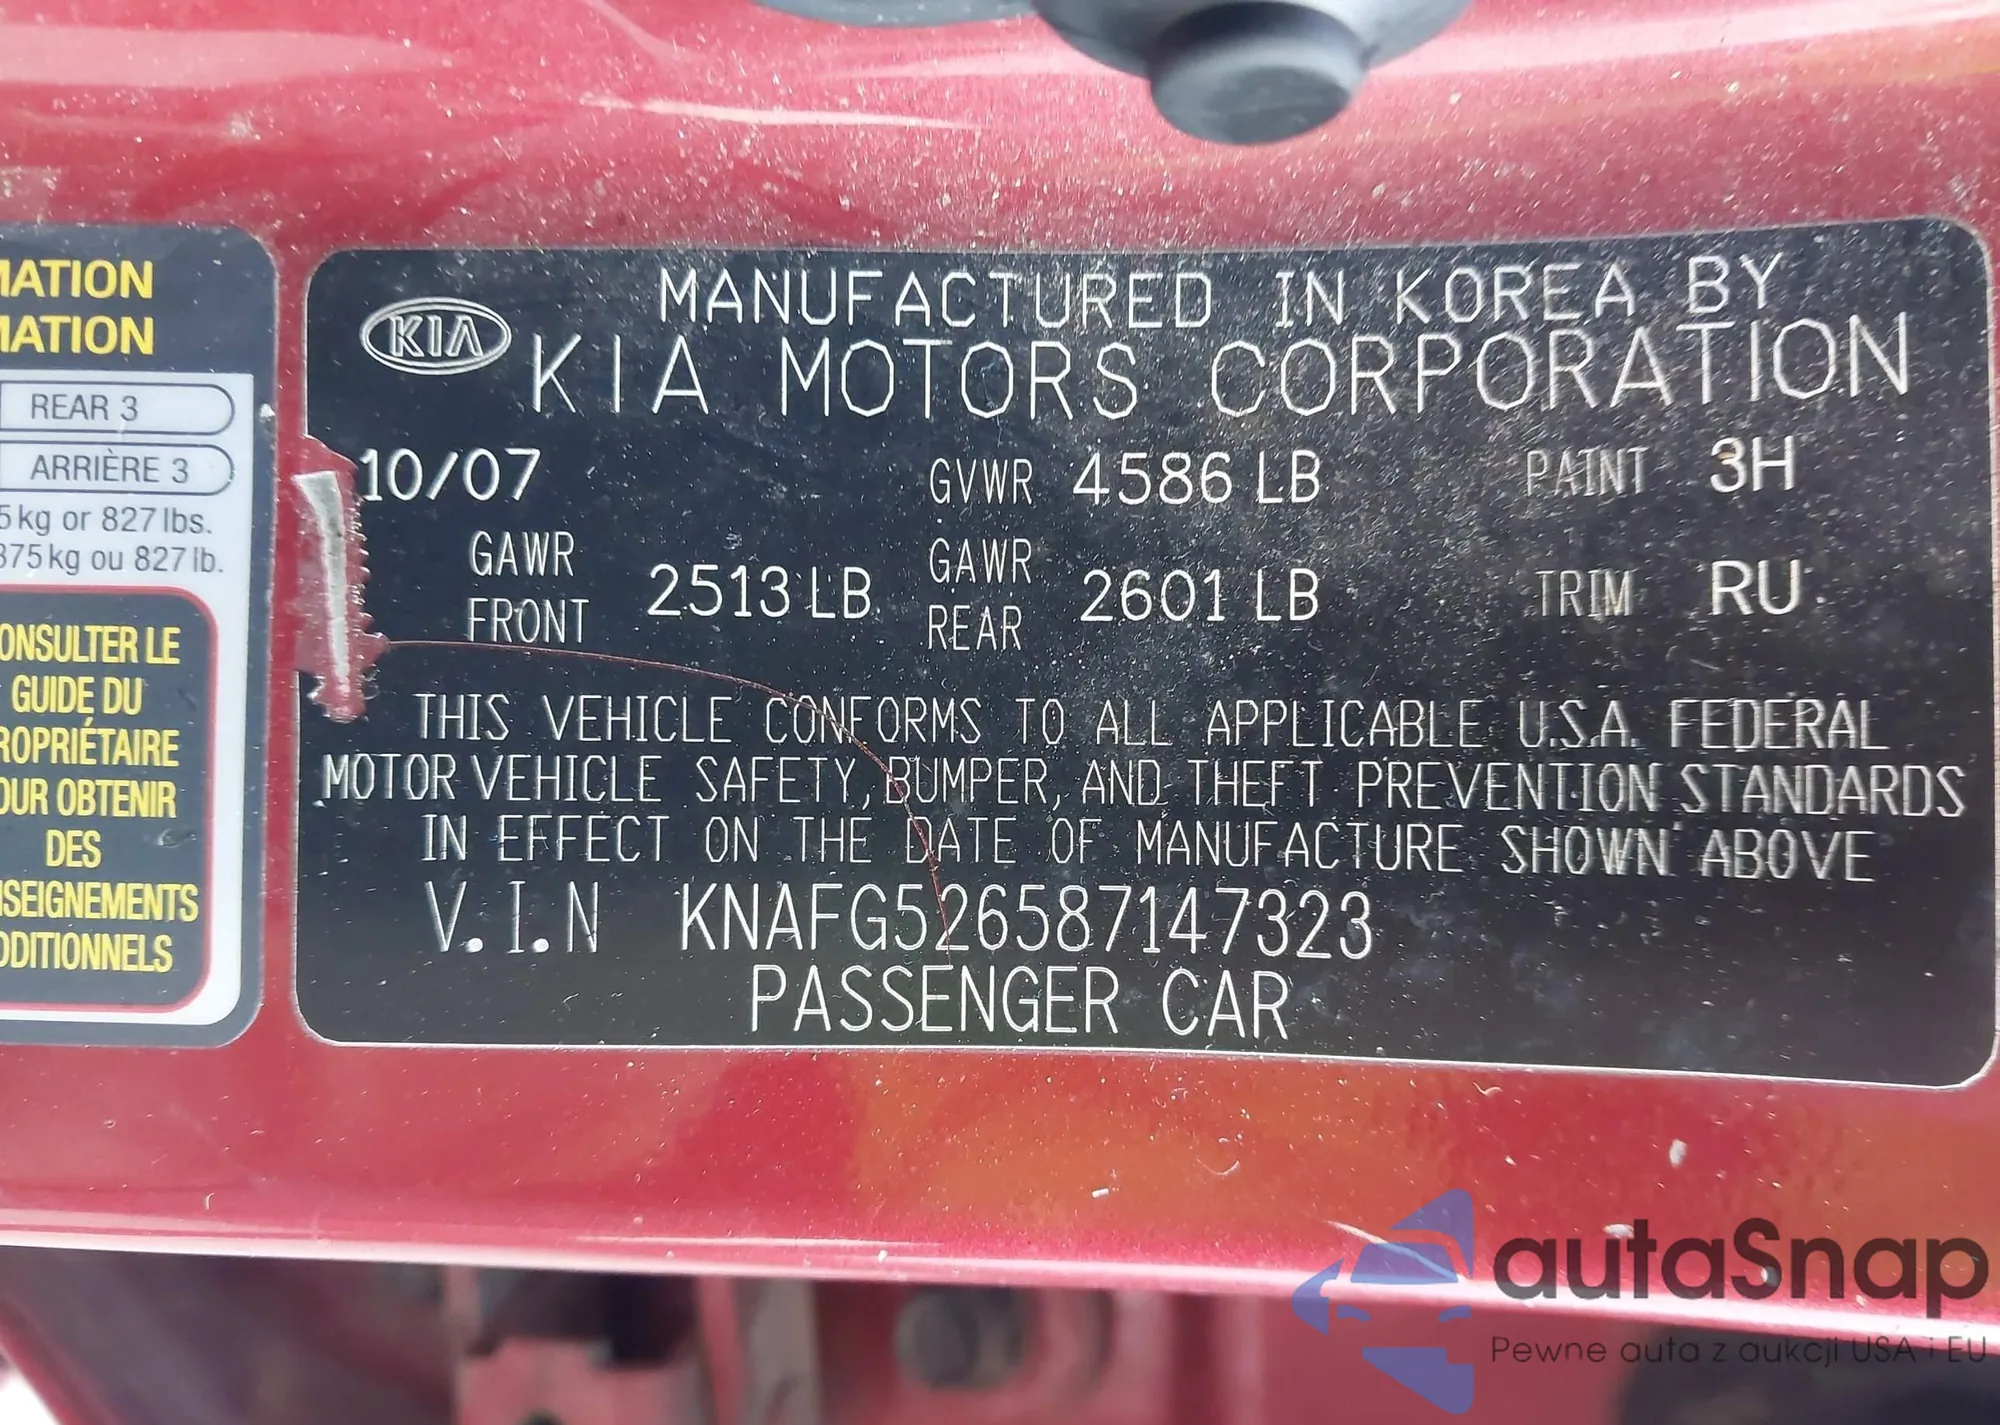 MATION
MATION
REAR 3
ARRIÈRE 3
5 kg or 827 lbs.
375 kg ou 827 lb.
ONSULTER LE
GUIDE DU
ROPRIÉTAIRE
OUR OBTENIR
DES
NSEIGNEMENTS
DDITIONNELS
KIA
MANUFACTURED IN KOREA BY
KIA MOTORS CORPORATION
10/07 GVWR 4586 LB PAINT 3H
GAWR FRONT 2513 LB GAWR REAR 2601 LB TRIM RU
THIS VEHICLE CONFORMS TO ALL APPLICABLE U.S.A. FEDERAL
MOTOR VEHICLE SAFETY, BUMPER, AND THEFT PREVENTION STANDARDS
IN EFFECT ON THE DATE OF MANUFACTURE SHOWN ABOVE
V.I.N KNAFG526587147323
PASSENGER CAR
autaSnap
Pewne auta z aukcji USA i EU